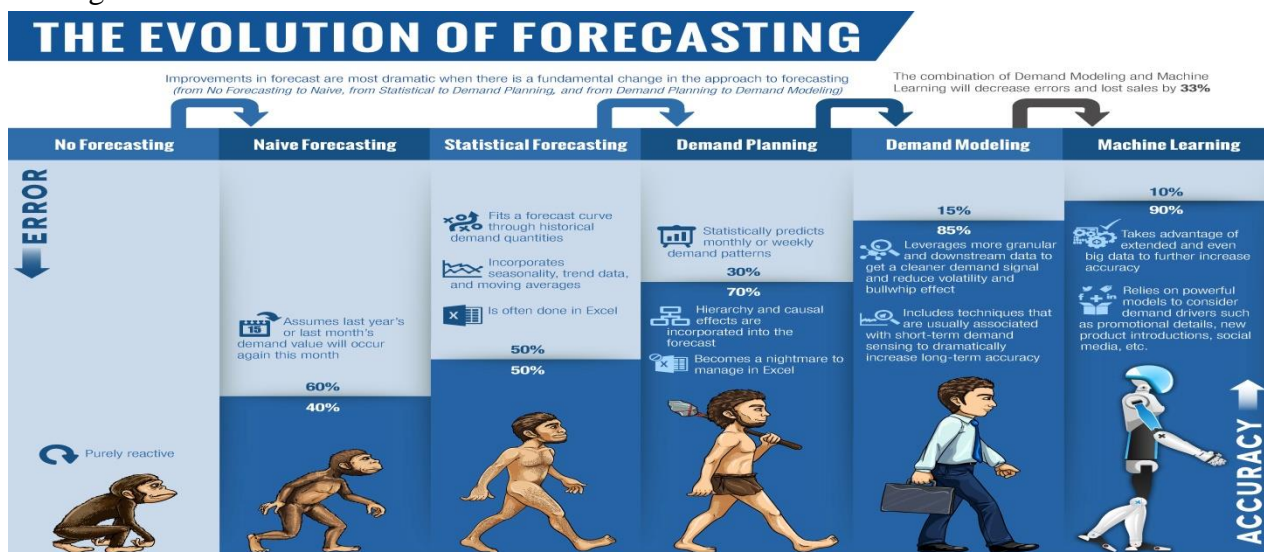 THE EVOLUTION OF FORECASTING
Improvements in forecast are most dramatic when there is a fundamental change in the approach to forecasting
(from No Forecasting to Naive, from Statistical to Demand Planning, and from Demand Planning to Demand Modeling)
The combination of Demand Modeling and Machine
Learning will decrease errors and lost sales by 33%
No Forecasting
ERROR
Purely reactive
Naive Forecasting
15
Assumes last year's
or last month's
demand value will occur
again this month
60%
40%
Statistical Forecasting
Fits a forecast curve
through historical
demand quantities
Incorporates
seasonality, trend data,
and moving averages
X
Is often done in Excel
50%
50%
Demand Planning
Statistically predicts
monthly or weekly
demand patterns
30%
70%
Hierarchy and causal
effects are
incorporated into the
forecast
X
Becomes a nightmare to
manage in Excel
Demand Modeling
15%
85%
Leverages more granular
and downstream data to
get a cleaner demand signal
and reduce volatility and
bullwhip effect
Includes techniques that
are usually associated
with short-term demand
sensing to dramatically
increase long-term accuracy
Machine Learning
10%
90%
Takes advantage of
extended and even
big data to further increase
accuracy
f + in
Relies on powerful
models to consider
demand drivers such
as promotional details, new
product introductions, social
media, etc.
ACCURACY